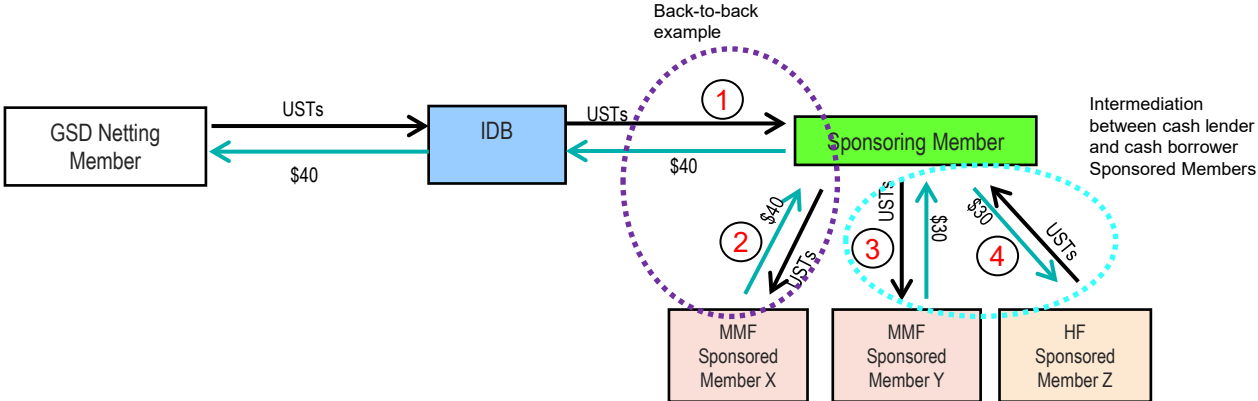 Back-to-back
example
GSD Netting
Member
USTs
$40
IDB
USTs
$40
1
Sponsoring Member
Intermediation
between cash lender
and cash borrower
Sponsored Members
2
$40
USTs
3
USTs
$30
$30
4
USTs
MMF
Sponsored
Member X
MMF
Sponsored
Member Y
HF
Sponsored
Member Z